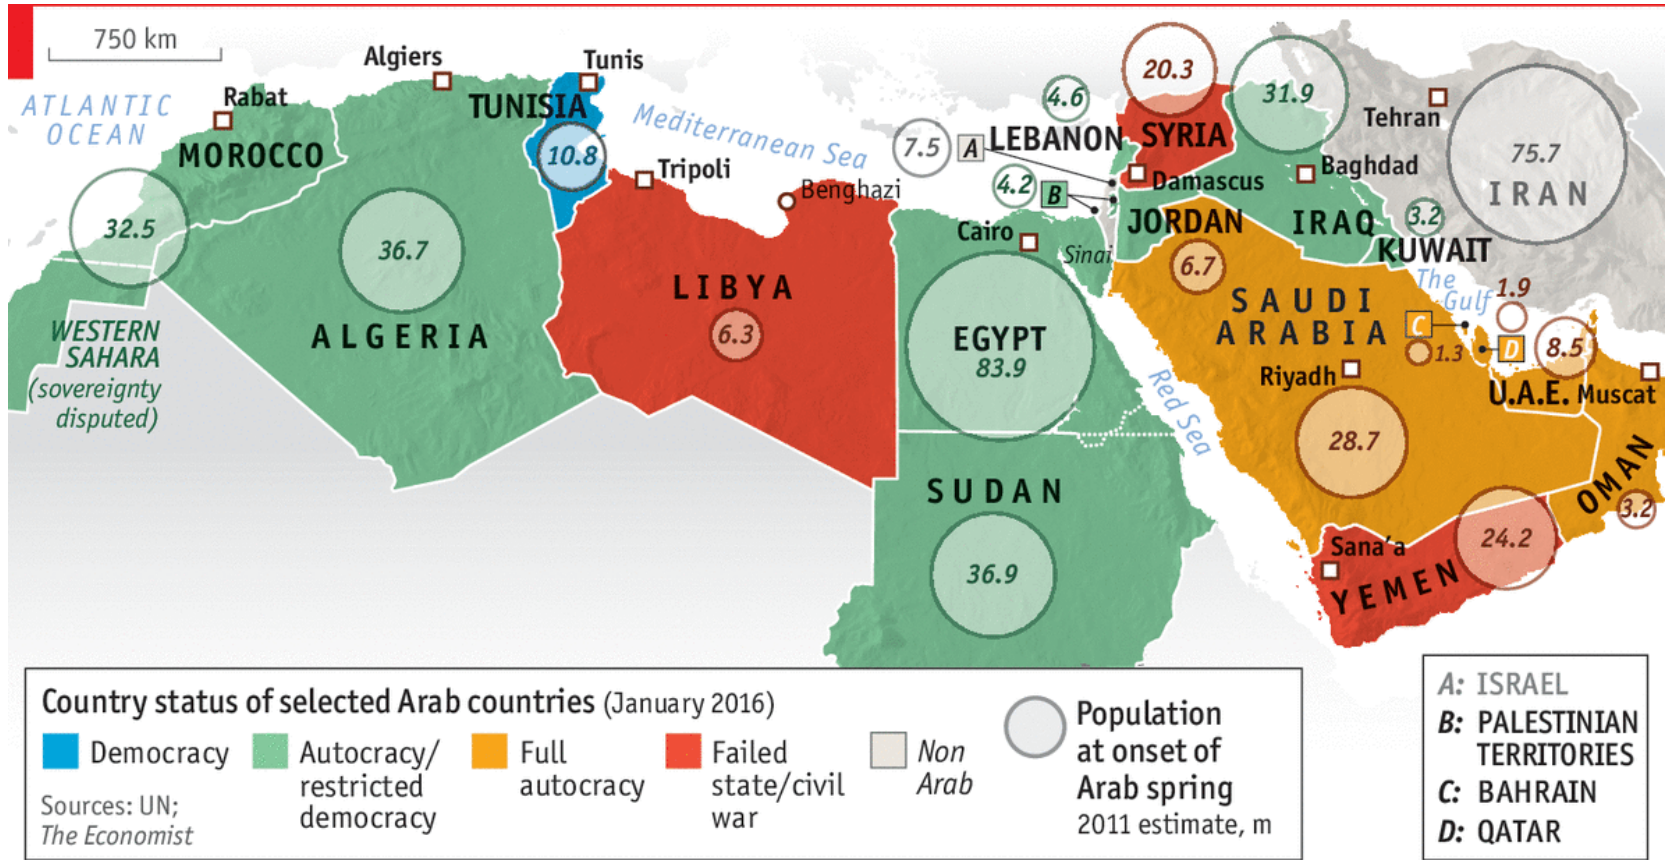 750 km
Algiers
Tunis
Rabat
ATLANTIC
OCEAN
TUNISIA
Mediterranean Sea
MOROCCO
10.8
Tripoli
Benghazi
32.5
36.7
LIBYA
6.3
ALGERIA
WESTERN
SAHARA
(sovereignty
disputed)
20.3
4.6
31.9
Tehran
7.5
A
LEBANON
SYRIA
75.7
IRAN
Baghdad
Damascus
4.2
B
JORDAN
IRAQ
3.2
KUWAIT
Cairo
Sinai
6.7
The
Gulf
1.9
SAUDI
ARABIA
C
1.3
D
8.5
EGYPT
83.9
Riyadh
U.A.E.
Muscat
Red Sea
28.7
OMAN
3.2
SUDAN
36.9
24.2
Sana'a
YEMEN
Country status of selected Arab countries (January 2016)
Democracy
Autocracy/
restricted
democracy
Full
autocracy
Failed
state/civil
war
Non
Arab
Population
at onset of
Arab spring
2011 estimate, m
Sources: UN;
The Economist
A: ISRAEL
B: PALESTINIAN
TERRITORIES
C: BAHRAIN
D: QATAR